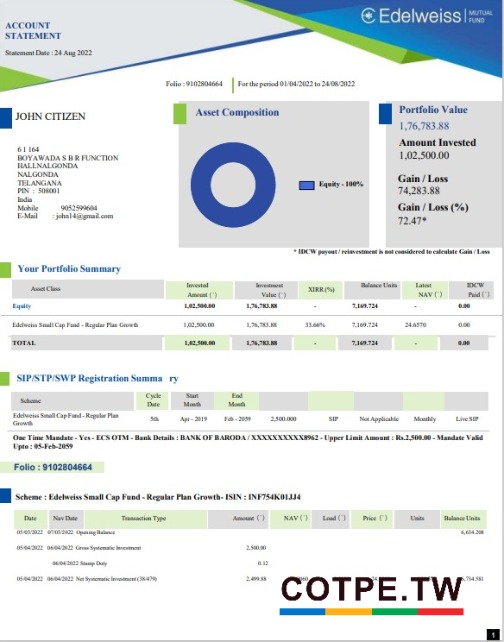 ACCOUNT
STATEMENT
Statement Date : 24 Aug 2022
Edelweiss | MUTUAL FUND
Folio : 9102804664 For the period 01/04/2022 to 24/08/2022
JOHN CITIZEN
6 1 164
BOYAWADA S B R FUNCTION
HALLNALGONDA
NALGONDA
TELANGANA
PIN : 508001
India
Mobile 9052599604
E-Mail : john14@gmail.com
Asset Composition
Equity - 100%
Portfolio Value
1,76,783.88
Amount Invested
1,02,500.00
Gain / Loss
74,283.88
Gain / Loss (%)
72.47*
* IDCW payout / reinvestment is not considered to calculate Gain / Loss
Your Portfolio Summary
Asset Class Invested Amount (`) Investment Value (`) XIRR (%) Balance Units Latest NAV (`) IDCW Paid (`)
Equity 1,02,500.00 1,76,783.88 - 7,169.724 - 0.00
Edelweiss Small Cap Fund - Regular Plan Growth 1,02,500.00 1,76,783.88 33.66% 7,169.724 24.6570 0.00
TOTAL 1,02,500.00 1,76,783.88 - 7,169.724 - 0.00
SIP/STP/SWP Registration Summa ry
Scheme Cycle Date Start Month End Month
Edelweiss Small Cap Fund - Regular Plan Growth 5th Apr - 2019 Feb - 2059 2,500.000 SIP Not Applicable Monthly Live SIP
One Time Mandate - Yes - ECS OTM - Bank Details : BANK OF BARODA / XXXXXXXXXX8962 - Upper Limit Amount : Rs.2,500.00 - Mandate Valid
Upto : 05-Feb-2059
Folio : 9102804664
Scheme : Edelweiss Small Cap Fund - Regular Plan Growth- ISIN : INF754K01JJ4
Date Nav Date Transaction Type Amount (`) NAV (`) Load (`) Price (`) Units Balance Units
05/03/2022 07/03/2022 Opening Balance 6,634.208
05/04/2022 06/04/2022 Gross Systematic Investment 2,500.00
06/04/2022 Stamp Duty 0.12
05/04/2022 06/04/2022 Net Systematic Investment (38/479) 2,499.88
COTPE.TW
1